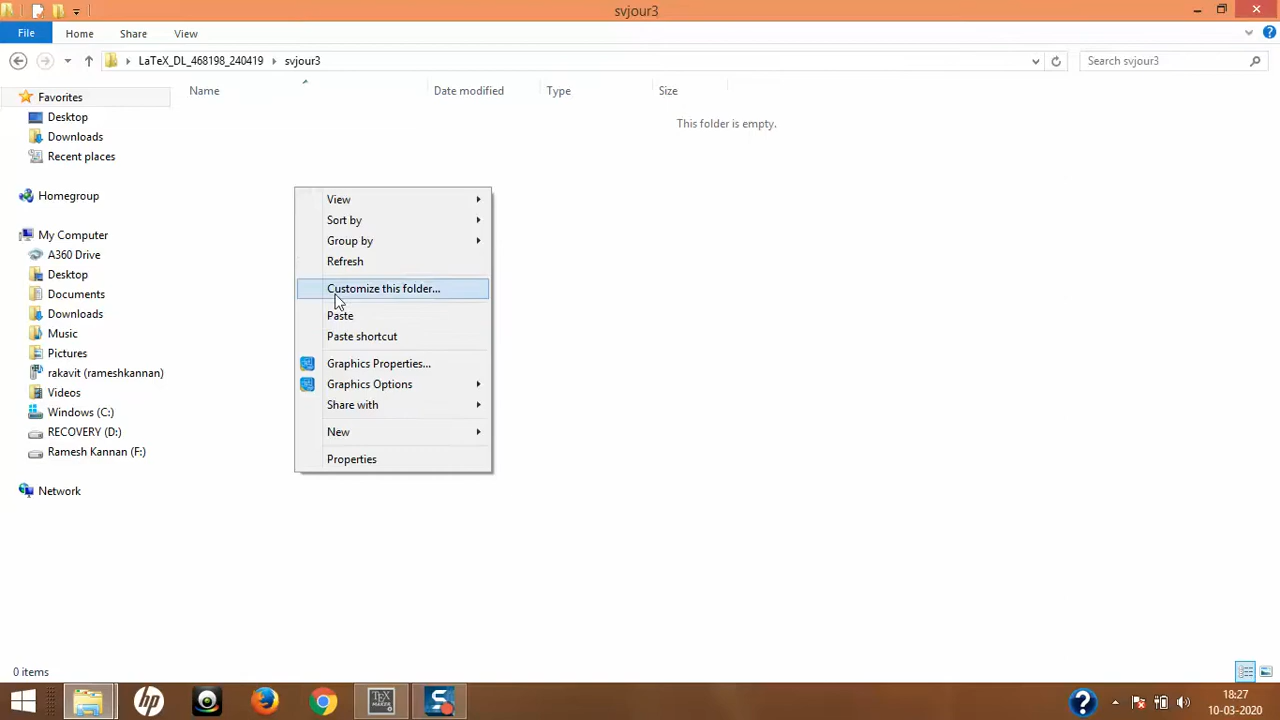 svjour3
File
Home
Share
View
LaTeX_DL_468198_240419
svjour3
Search svjour3
Name
Date modified
Type
Size
This folder is empty.
Favorites
Desktop
Downloads
Recent places
Homegroup
My Computer
A360 Drive
Desktop
Documents
Downloads
Music
Pictures
rakavit (rameshkannan)
Videos
Windows (C:)
RECOVERY (D:)
Ramesh Kannan (F:)
Network
View
Sort by
Group by
Refresh
Customize this folder...
Paste
Paste shortcut
Graphics Properties...
Graphics Options
Share with
New
Properties
0 items
hp
TEX
MAKER
S
18:27
10-03-2020